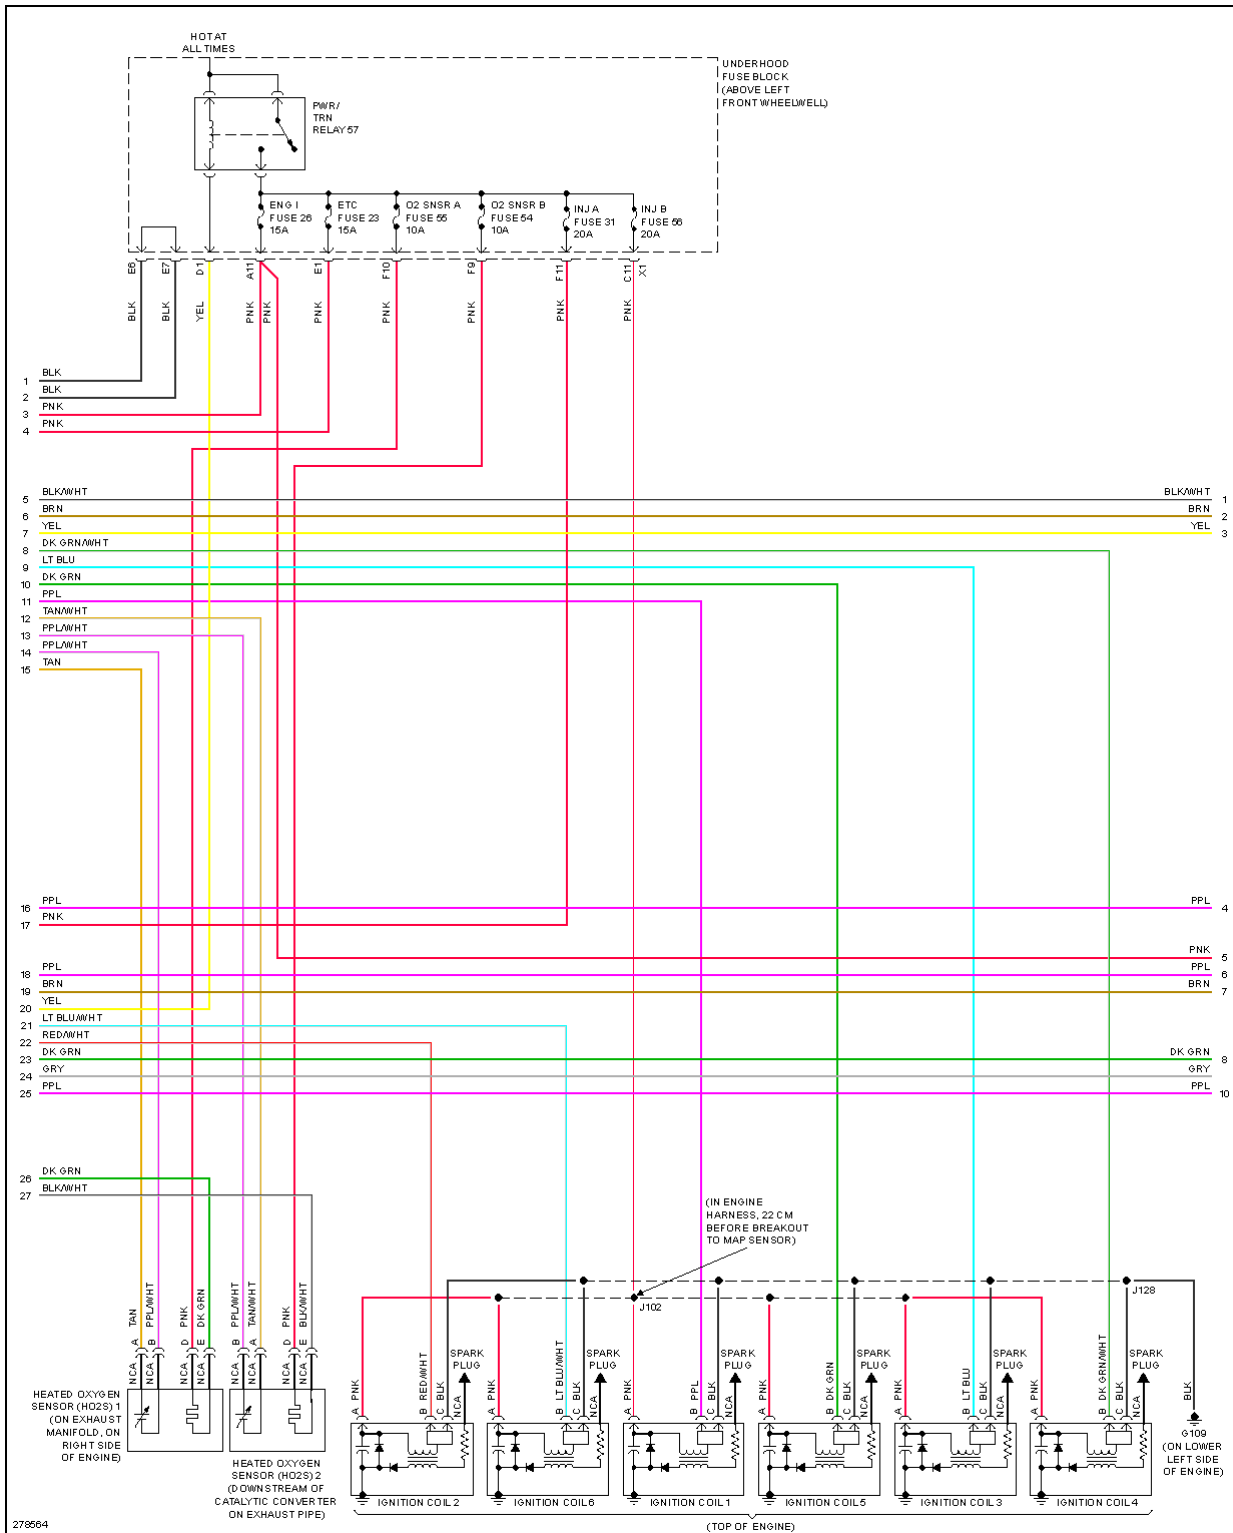 HOT AT
ALL TIMES
UNDERHOOD
FUSE BLOCK
(ABOVE LEFT
FRONT WHEELWELL)
PWR/
TRN
RELAY 57
ENG I
FUSE 26
15A
ETC
FUSE 23
15A
O2 SNSR A
FUSE 55
10A
O2 SNSR B
FUSE 54
10A
INJ A
FUSE 31
20A
INJ B
FUSE 56
20A
E6
E7
D1
A11
E1
F10
F9
F11
C11
X1
BLK
BLK
YEL
PNK
PNK
PNK
PNK
PNK
PNK
PNK
1 BLK
2 BLK
3 PNK
4 PNK
5 BLK/WHT BLK/WHT 1
6 BRN BRN 2
7 YEL YEL 3
8 DK GRN/WHT
9 LT BLU
10 DK GRN
11 PPL
12 TAN/WHT
13 PPL/WHT
14 PPL/WHT
15 TAN
16 PPL PPL 4
17 PNK
PNK 5
18 PPL PPL 6
19 BRN BRN 7
20 YEL
21 LT BLU/WHT
22 RED/WHT
23 DK GRN DK GRN 8
24 GRY GRY
25 PPL PPL 10
26 DK GRN
27 BLK/WHT
(IN ENGINE
HARNESS, 22 CM
BEFORE BREAKOUT
TO MAP SENSOR)
J102
J128
NCA A TAN
NCA B PPL/WHT
NCA D PNK
NCA E DK GRN
NCA B PPL/WHT
NCA A TAN/WHT
NCA D PNK
NCA E BLK/WHT
HEATED OXYGEN
SENSOR (HO2S) 1
(ON EXHAUST
MANIFOLD, ON
RIGHT SIDE
OF ENGINE)
HEATED OXYGEN
SENSOR (HO2S) 2
(DOWNSTREAM OF
CATALYTIC CONVERTER
ON EXHAUST PIPE)
A PNK
B RED/WHT
C BLK
NCA
SPARK
PLUG
A PNK
B LT BLU/WHT
C BLK
NCA
SPARK
PLUG
A PNK
B PPL
C BLK
NCA
SPARK
PLUG
A PNK
B DK GRN
C BLK
NCA
SPARK
PLUG
A PNK
B LT BLU
C BLK
NCA
SPARK
PLUG
A PNK
B DK GRN/WHT
C BLK
NCA
SPARK
PLUG
BLK
G109
(ON LOWER
LEFT SIDE
OF ENGINE)
IGNITION COIL 2
IGNITION COIL 6
IGNITION COIL 1
IGNITION COIL 5
IGNITION COIL 3
IGNITION COIL 4
(TOP OF ENGINE)
278564